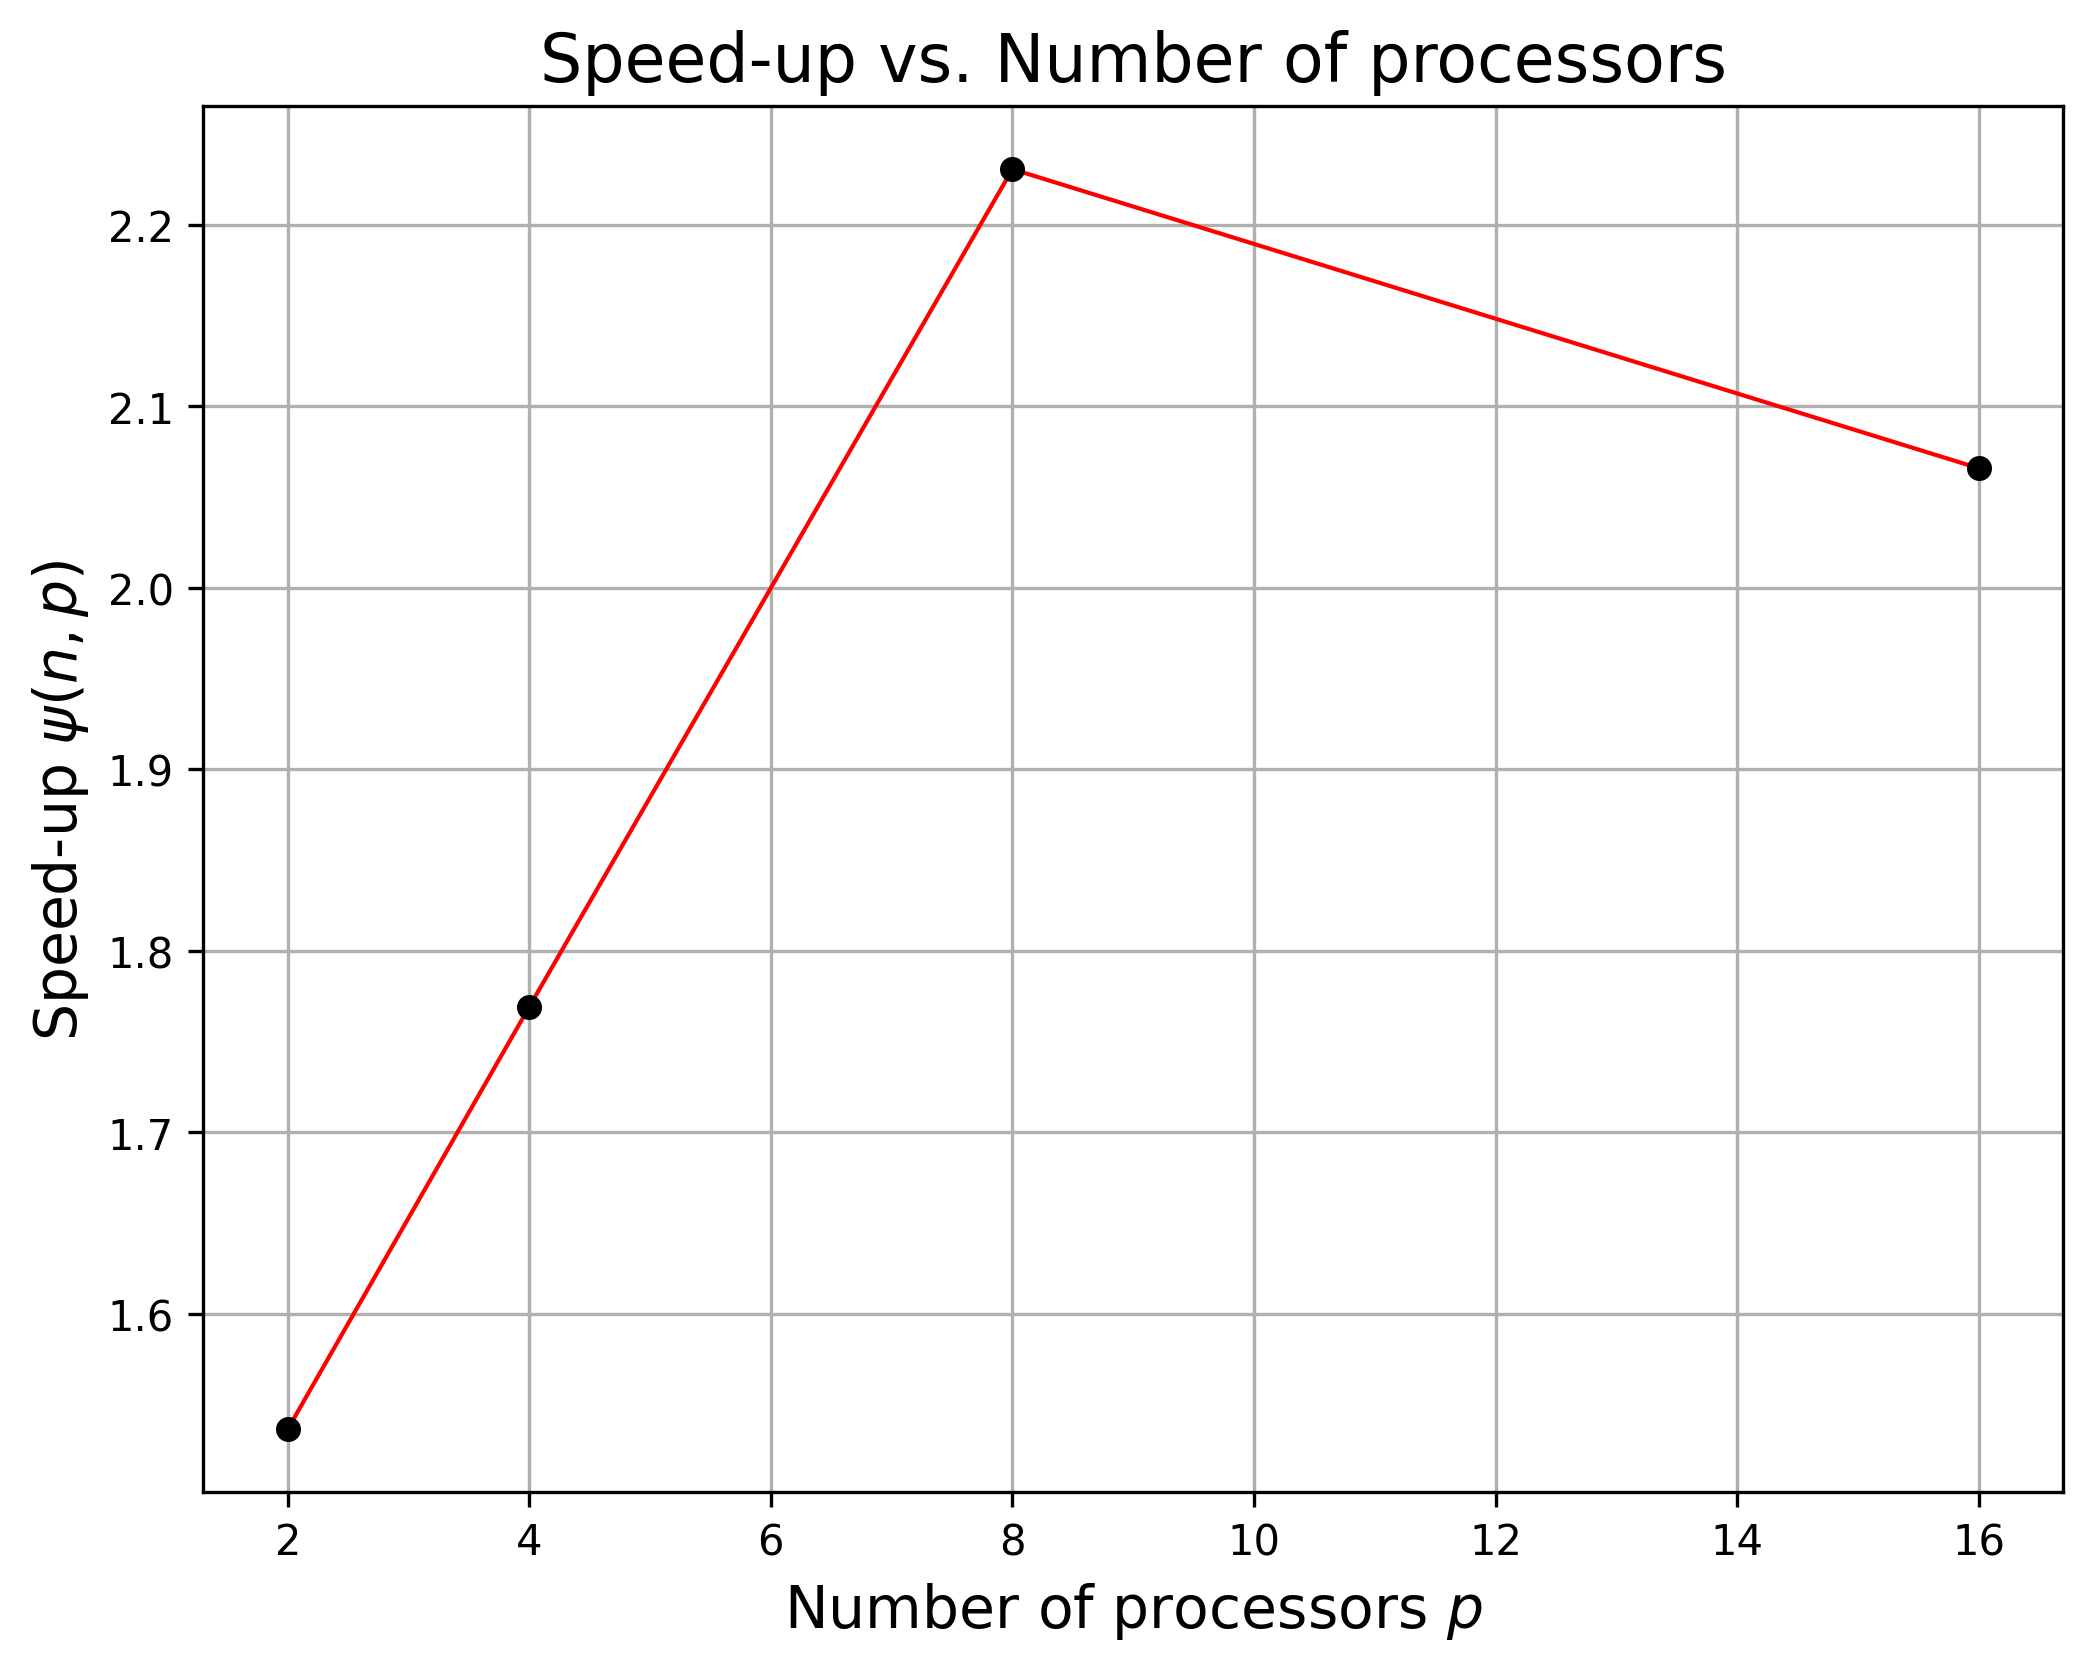 Speed-up vs. Number of processors
Speed-up ψ(n, p)
2.2
2.1
2.0
1.9
1.8
1.7
1.6
2 4 6 8 10 12 14 16
Number of processors p